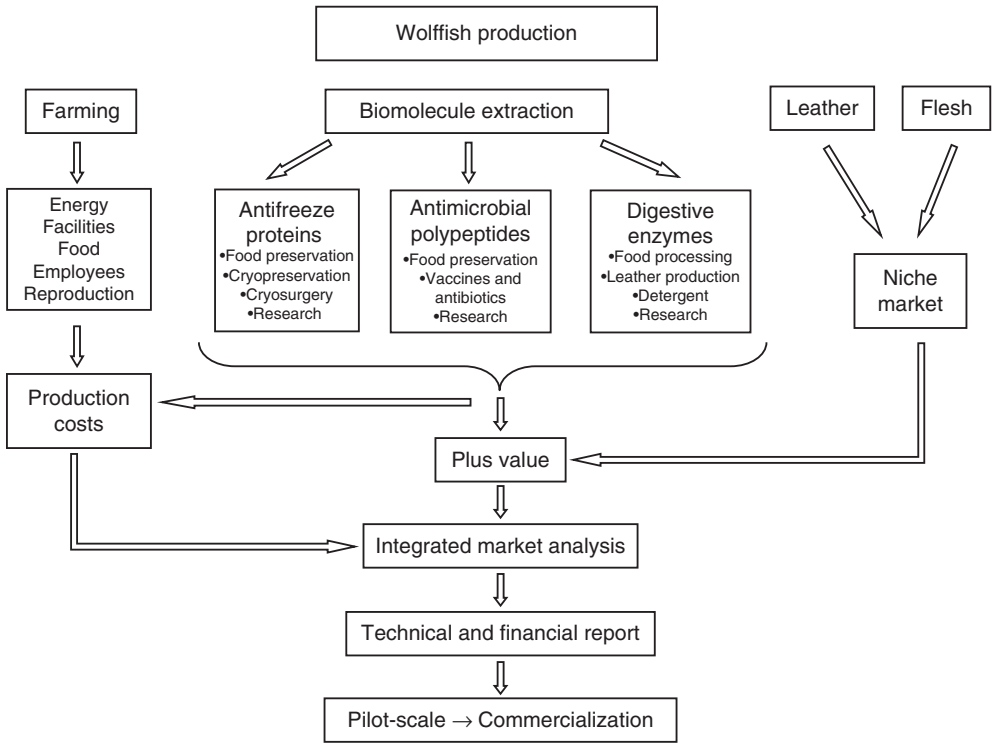 Wolffish production
Farming
Biomolecule extraction
Leather
Flesh
Energy
Facilities
Food
Employees
Reproduction
Antifreeze
proteins
•Food preservation
•Cryopreservation
•Cryosurgery
•Research
Antimicrobial
polypeptides
•Food preservation
•Vaccines and
antibiotics
•Research
Digestive
enzymes
•Food processing
•Leather production
•Detergent
•Research
Niche
market
Production
costs
Plus value
Integrated market analysis
Technical and financial report
Pilot-scale → Commercialization